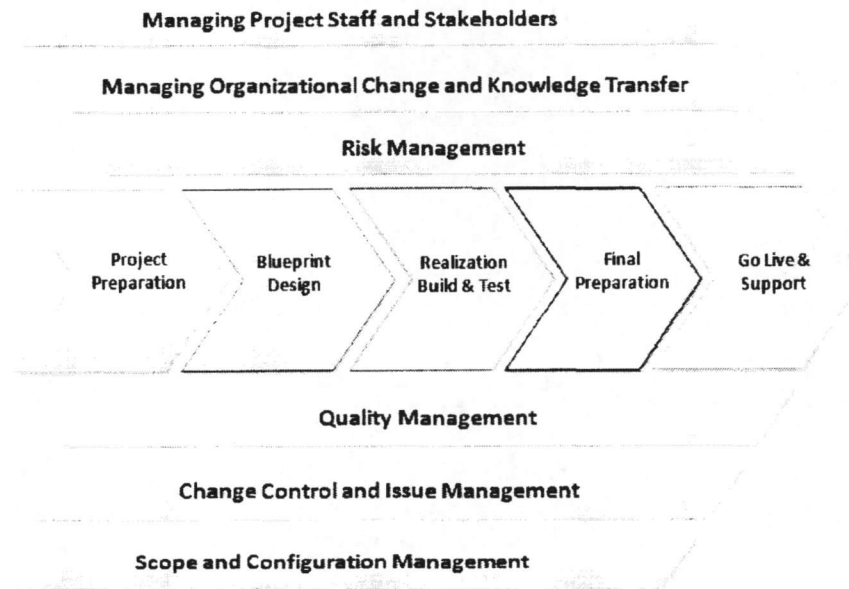 Managing Project Staff and Stakeholders
Managing Organizational Change and Knowledge Transfer
Risk Management
Project
Preparation
Blueprint
Design
Realization
Build & Test
Final
Preparation
Go Live &
Support
Quality Management
Change Control and Issue Management
Scope and Configuration Management